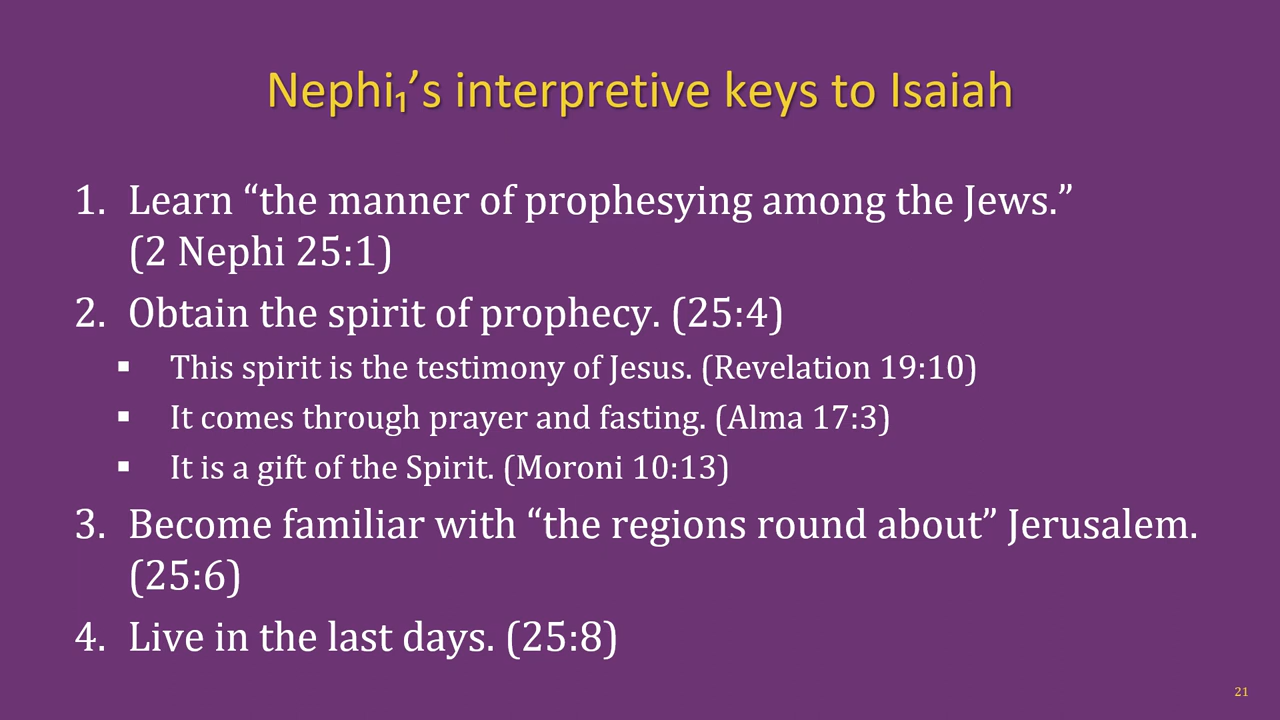 Nephi₁’s interpretive keys to Isaiah
1. Learn “the manner of prophesying among the Jews.”
(2 Nephi 25:1)
2. Obtain the spirit of prophecy. (25:4)
▪ This spirit is the testimony of Jesus. (Revelation 19:10)
▪ It comes through prayer and fasting. (Alma 17:3)
▪ It is a gift of the Spirit. (Moroni 10:13)
3. Become familiar with “the regions round about” Jerusalem.
(25:6)
4. Live in the last days. (25:8)
21